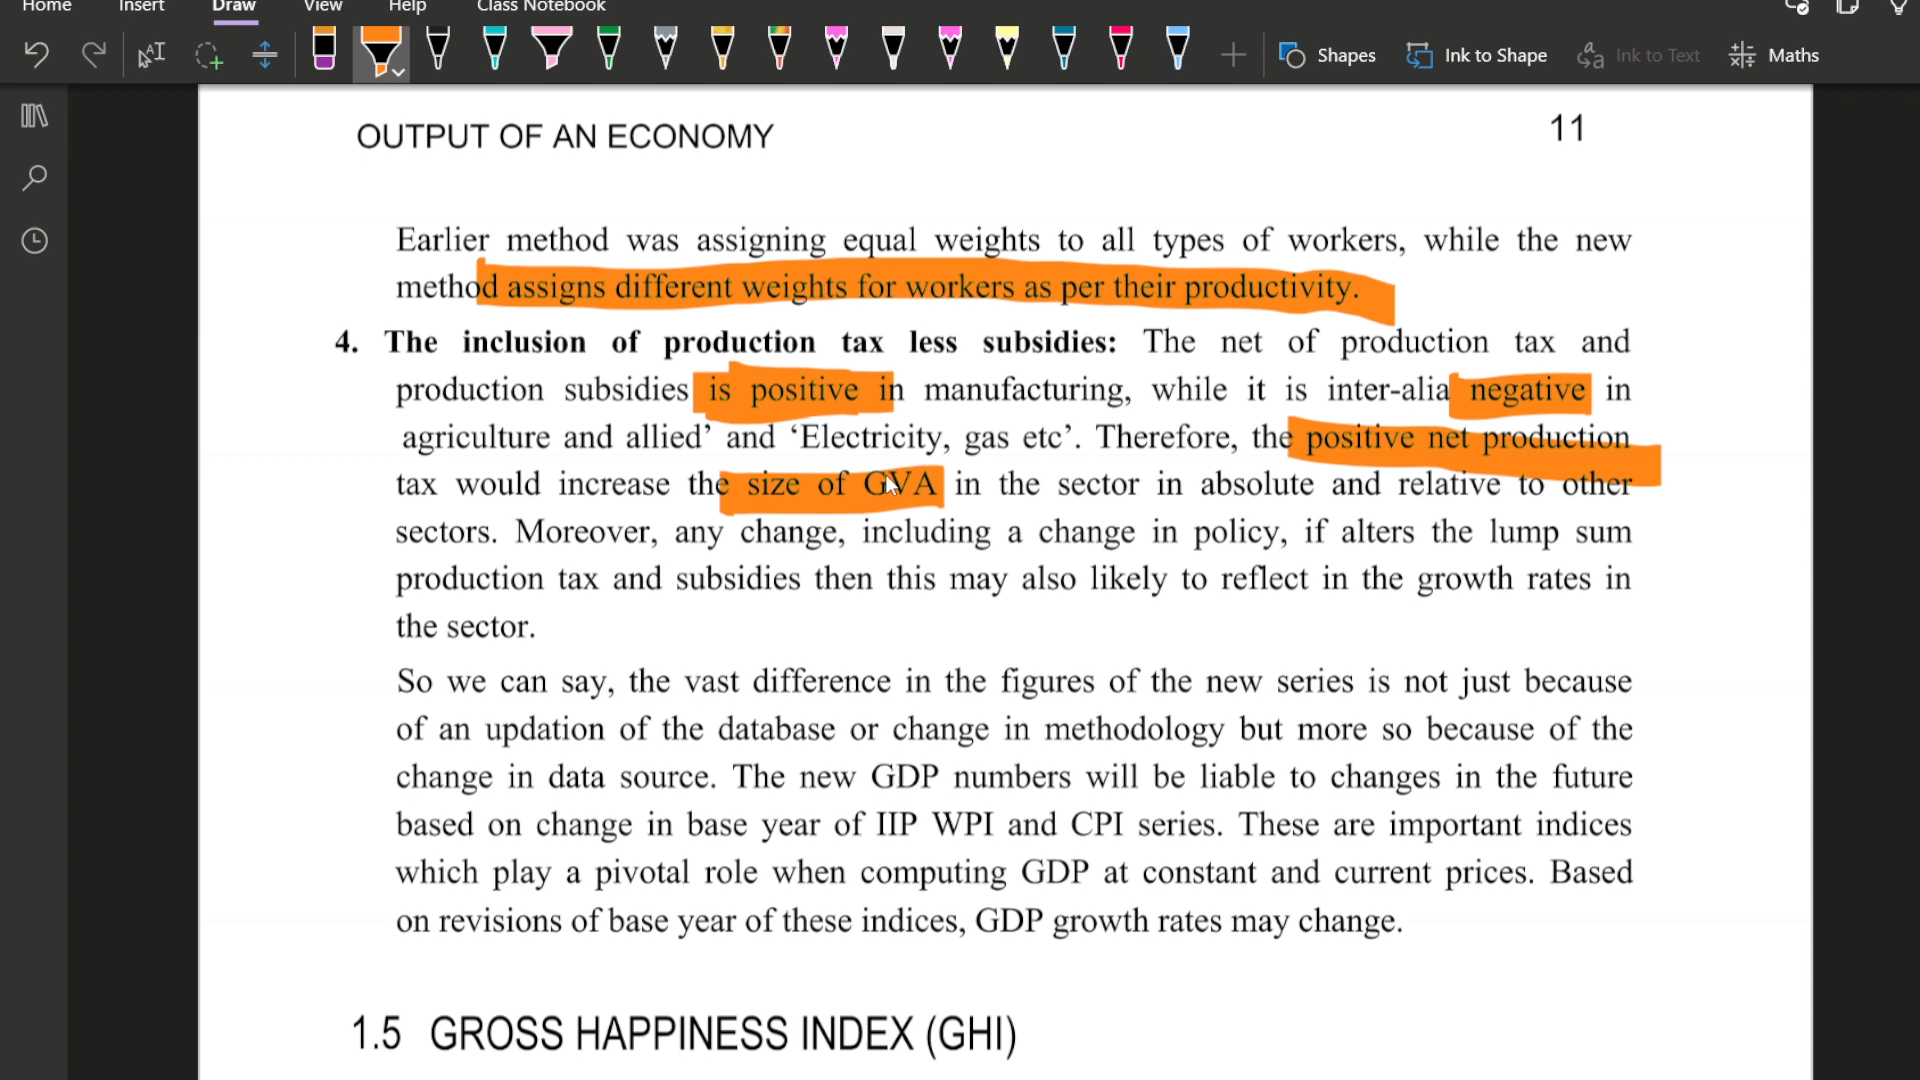 Home Insert Draw View Help Class Notebook
Shapes Ink to Shape Ink to Text Maths
OUTPUT OF AN ECONOMY 11
Earlier method was assigning equal weights to all types of workers, while the new
method assigns different weights for workers as per their productivity.
4. The inclusion of production tax less subsidies: The net of production tax and
production subsidies is positive in manufacturing, while it is inter-alia negative in
agriculture and allied’ and ‘Electricity, gas etc’. Therefore, the positive net production
tax would increase the size of GVA in the sector in absolute and relative to other
sectors. Moreover, any change, including a change in policy, if alters the lump sum
production tax and subsidies then this may also likely to reflect in the growth rates in
the sector.
So we can say, the vast difference in the figures of the new series is not just because
of an updation of the database or change in methodology but more so because of the
change in data source. The new GDP numbers will be liable to changes in the future
based on change in base year of IIP WPI and CPI series. These are important indices
which play a pivotal role when computing GDP at constant and current prices. Based
on revisions of base year of these indices, GDP growth rates may change.
1.5 GROSS HAPPINESS INDEX (GHI)